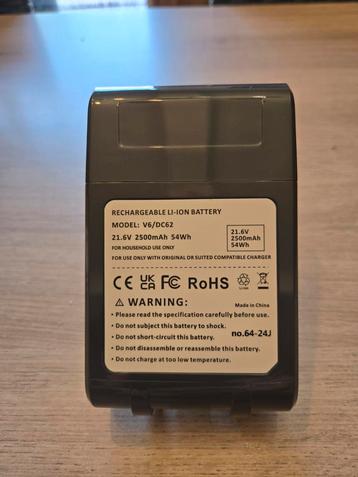 RECHARGEABLE LI-ION BATTERY
MODEL: V6/DC62
21.6V 2500mAh 54Wh
FOR HOUSEHOLD USE ONLY
FOR USE ONLY WITH ORIGINAL OR SUITED COMPATIBLE CHARGER
21.6V
2500mAh
54Wh
CE UK CA FC RoHS
Li-ion
⚠ WARNING:
Made in China
• Please read the specification carefully before use.
• Do not subject this battery to shock.
• Do not short-circuit this battery.
no.64-24J
• Do not disassemble or reassemble this battery.
• Do not charge at too low temperature.